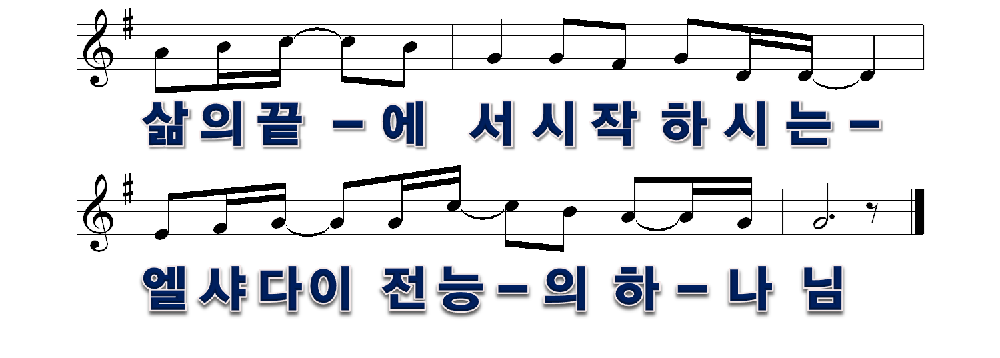 삶의끝 - 에 서시작 하시는-
엘샤다이 전능-의 하-나 님